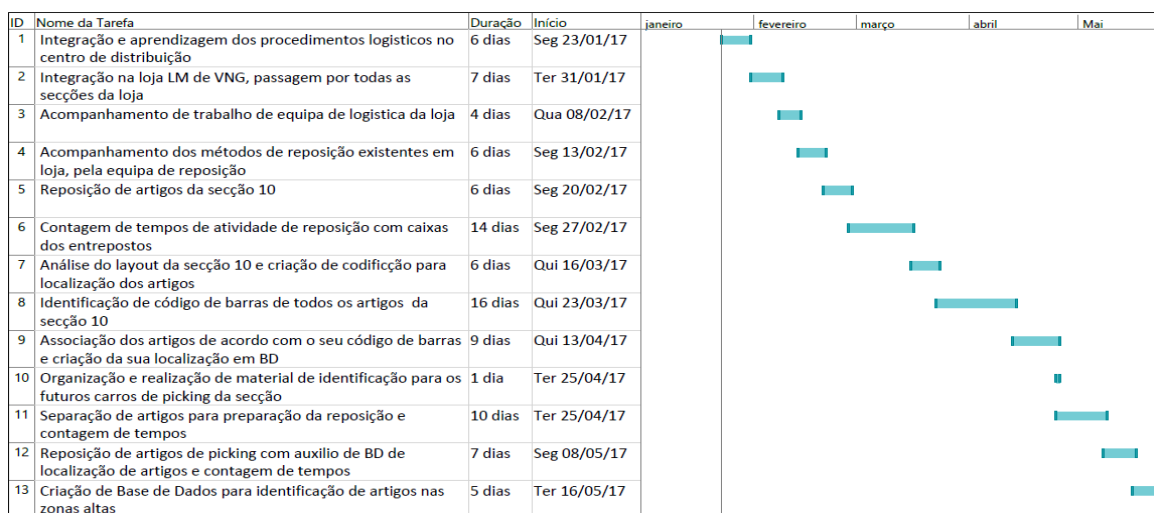 ID Nome da Tarefa Duração Início janeiro fevereiro março abril Mai
1 Integração e aprendizagem dos procedimentos logisticos no 6 dias Seg 23/01/17
centro de distribuição
2 Integração na loja LM de VNG, passagem por todas as 7 dias Ter 31/01/17
secções da loja
3 Acompanhamento de trabalho de equipa de logistica da loja 4 dias Qua 08/02/17
4 Acompanhamento dos métodos de reposição existentes em 6 dias Seg 13/02/17
loja, pela equipa de reposição
5 Reposição de artigos da secção 10 6 dias Seg 20/02/17
6 Contagem de tempos de atividade de reposição com caixas 14 dias Seg 27/02/17
dos entrepostos
7 Análise do layout da secção 10 e criação de codificção para 6 dias Qui 16/03/17
localização dos artigos
8 Identificação de código de barras de todos os artigos da 16 dias Qui 23/03/17
secção 10
9 Associação dos artigos de acordo com o seu código de barras 9 dias Qui 13/04/17
e criação da sua localização em BD
10 Organização e realização de material de identificação para os 1 dia Ter 25/04/17
futuros carros de picking da secção
11 Separação de artigos para preparação da reposição e 10 dias Ter 25/04/17
contagem de tempos
12 Reposição de artigos de picking com auxilio de BD de 7 dias Seg 08/05/17
localização de artigos e contagem de tempos
13 Criação de Base de Dados para identificação de artigos nas 5 dias Ter 16/05/17
zonas altas